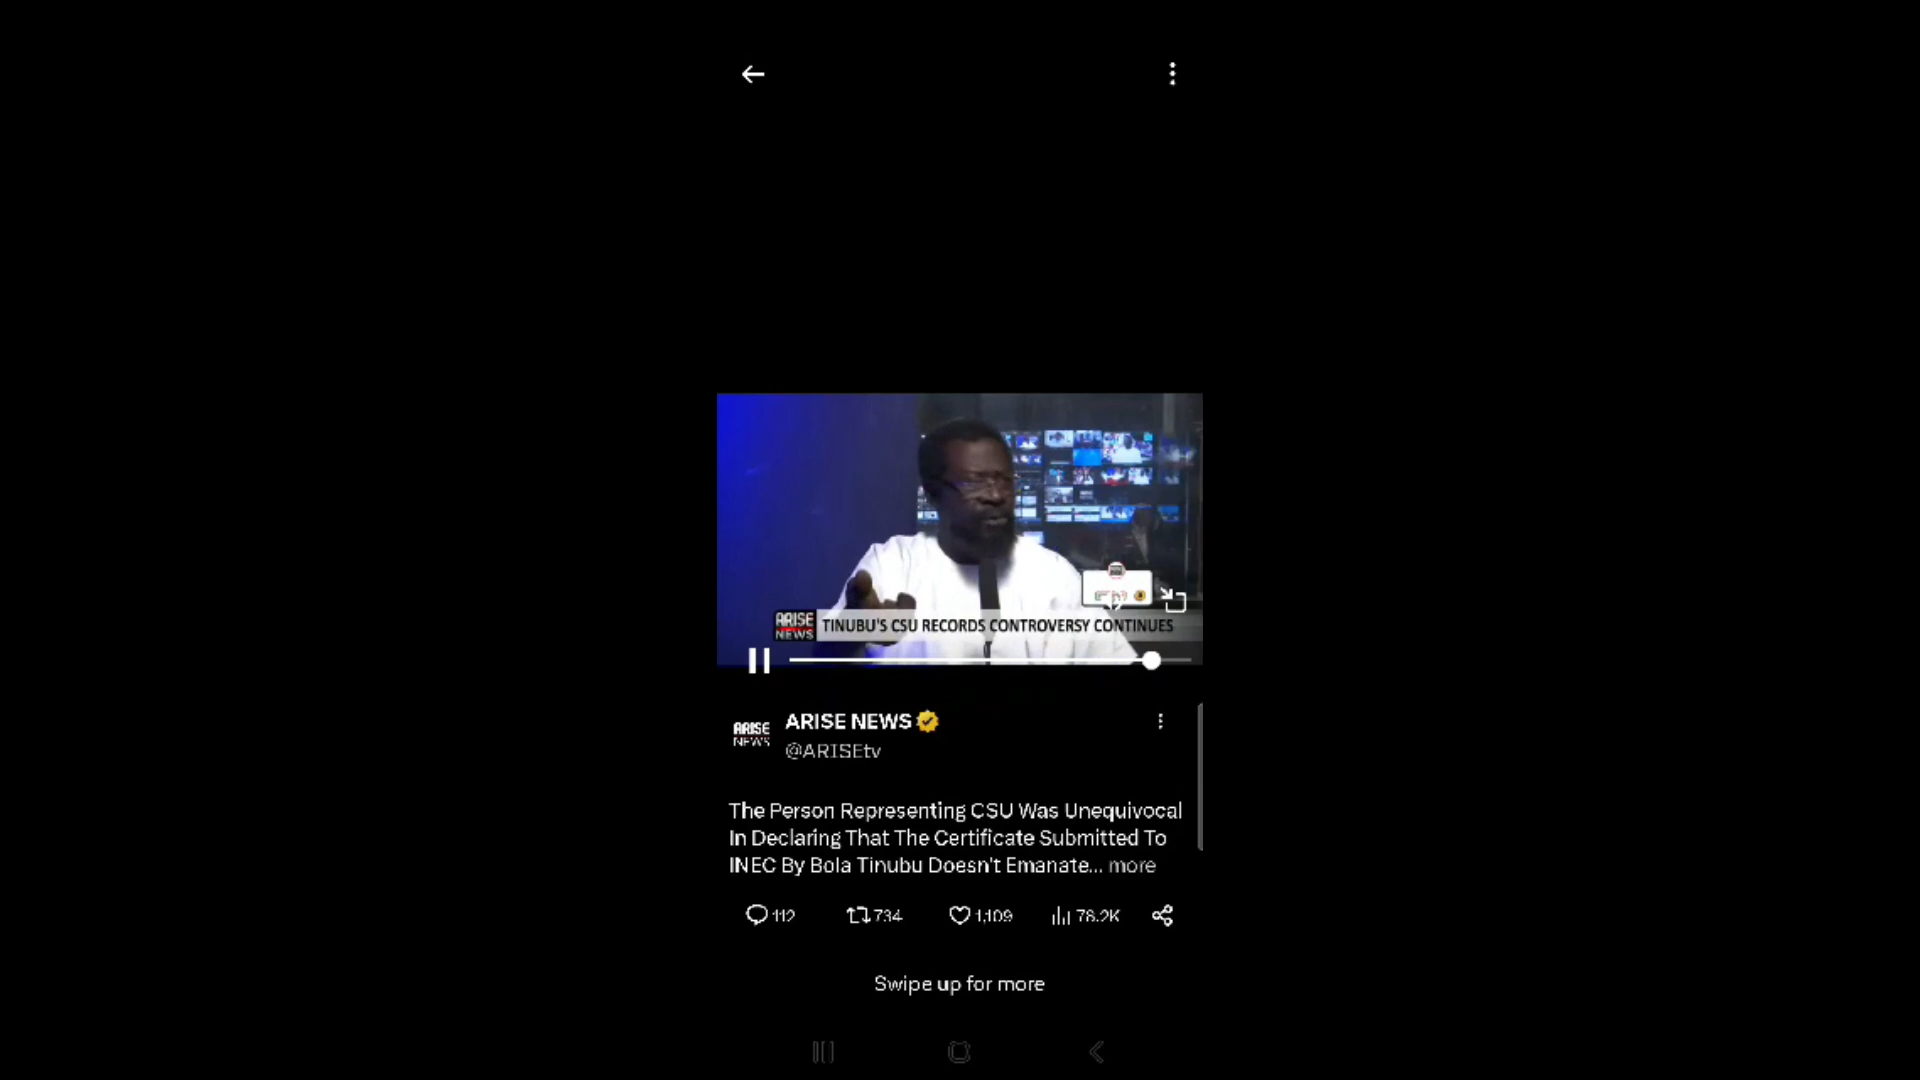 ARISE
NEWS
TINUBU'S CSU RECORDS CONTROVERSY CONTINUES
ARISE
NEWS
ARISE NEWS
@ARISEtv
The Person Representing CSU Was Unequivocal
In Declaring That The Certificate Submitted To
INEC By Bola Tinubu Doesn't Emanate... more
112
734
1,109
78.2K
Swipe up for more